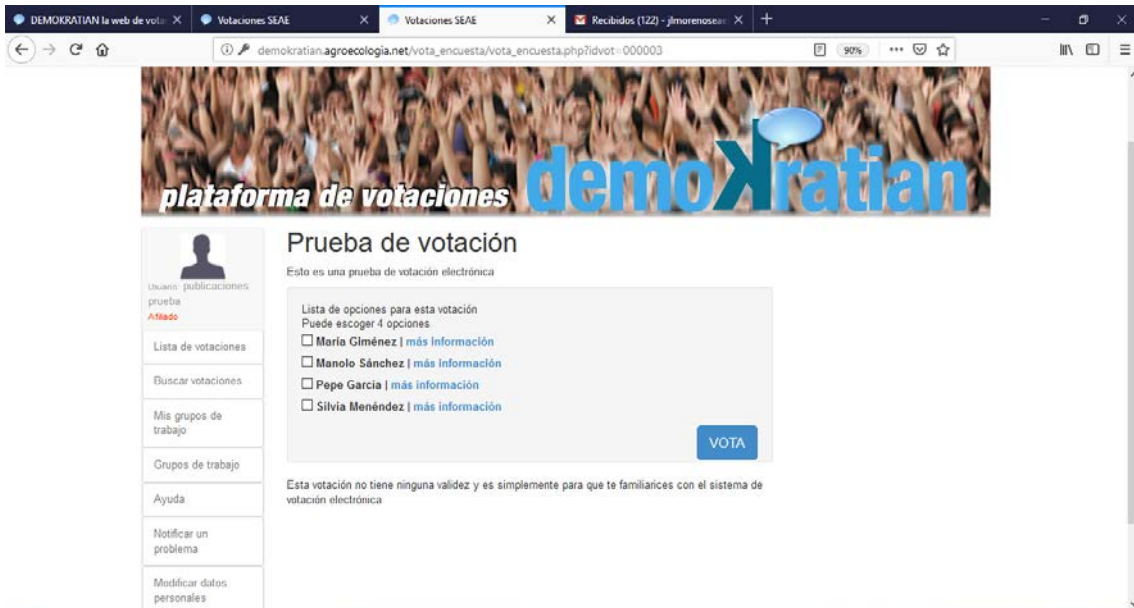 DEMOKRATIAN la web de vota
Votaciones SEAE
Votaciones SEAE
Recibidos (122) - jlmorenosea
demokratian.agroecologia.net/vota_encuesta/vota_encuesta.php?idvot=000003
90%
plataforma de votaciones demoKratian
Prueba de votación
Esto es una prueba de votación electrónica
Usuario: publicaciones
prueba
Afiliado
Lista de votaciones
Buscar votaciones
Mis grupos de
trabajo
Grupos de trabajo
Ayuda
Notificar un
problema
Modificar datos
personales
Lista de opciones para esta votación
Puede escoger 4 opciones
María Giménez | más información
Manolo Sánchez | más información
Pepe García | más información
Silvia Menéndez | más información
VOTA
Esta votación no tiene ninguna validez y es simplemente para que te familiarices con el sistema de
votación electrónica